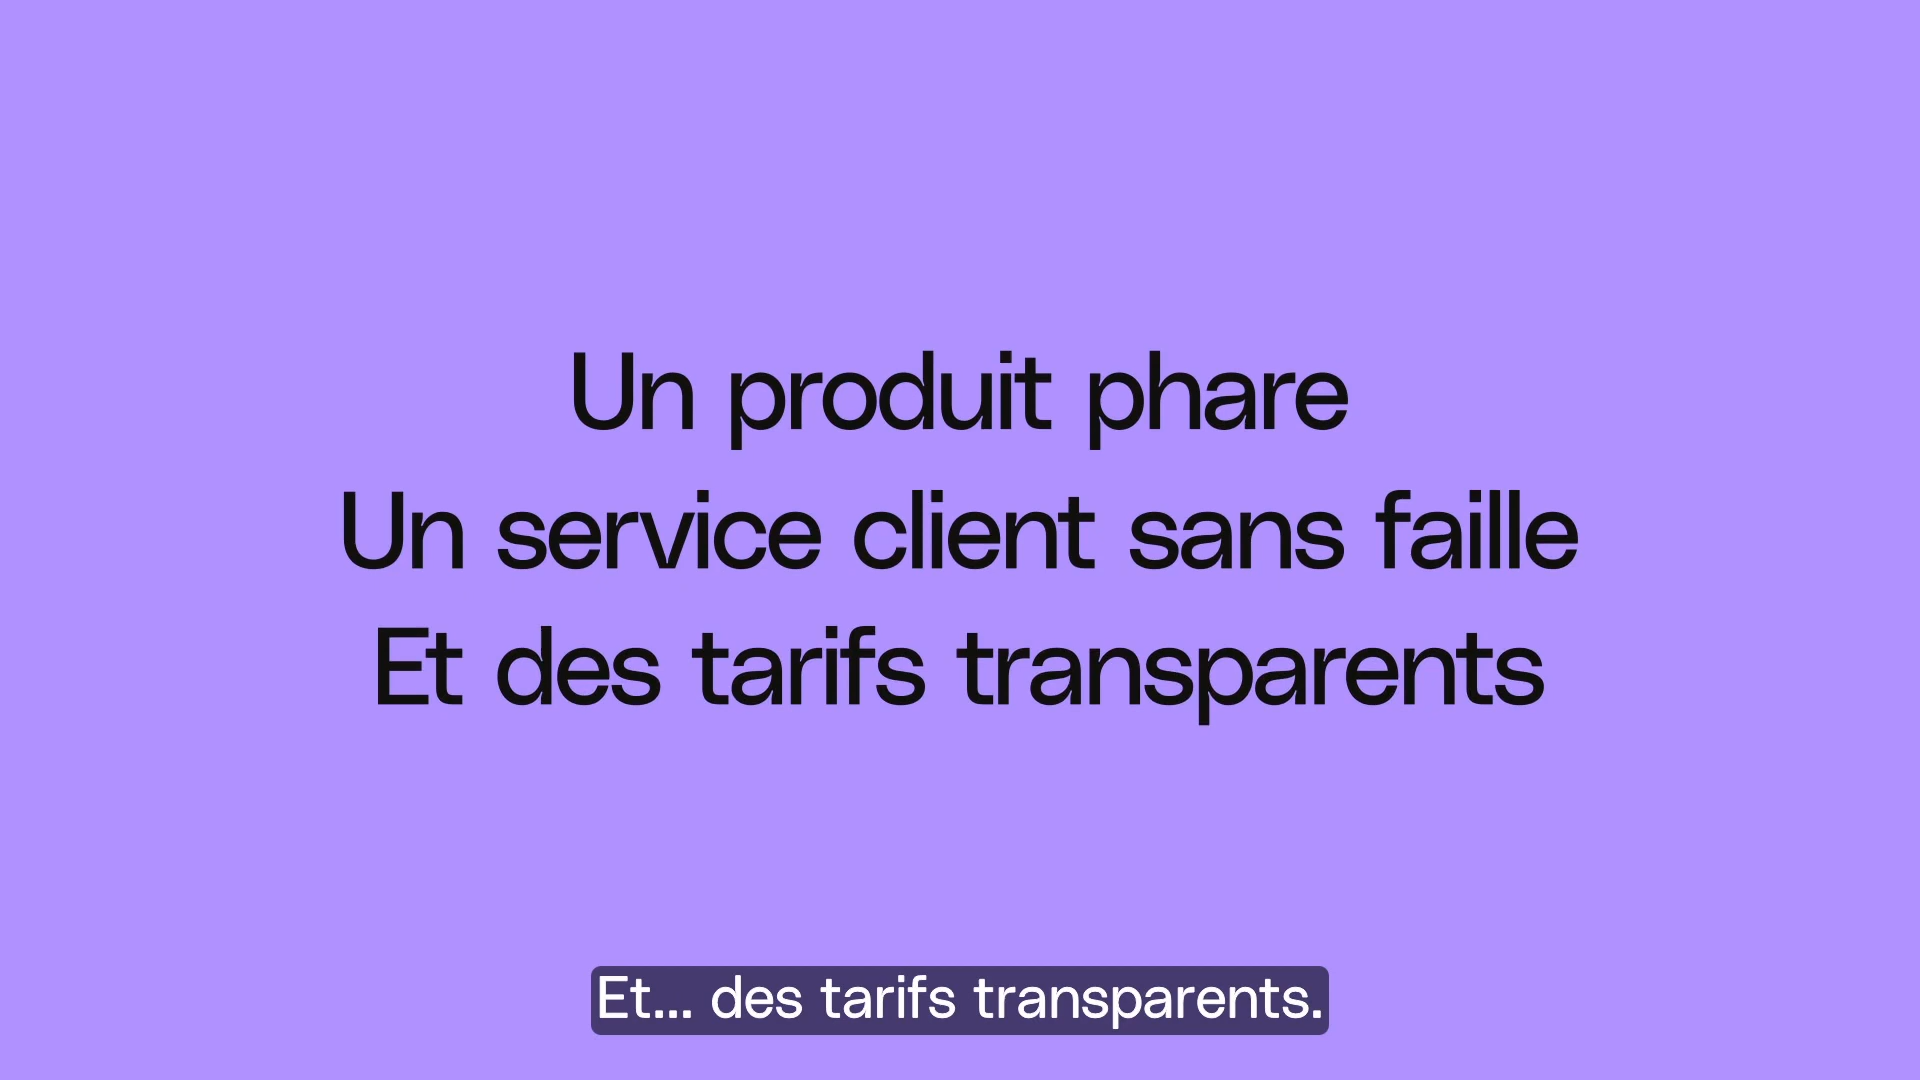 Un produit phare
Un service client sans faille
Et des tarifs transparents
Et... des tarifs transparents.